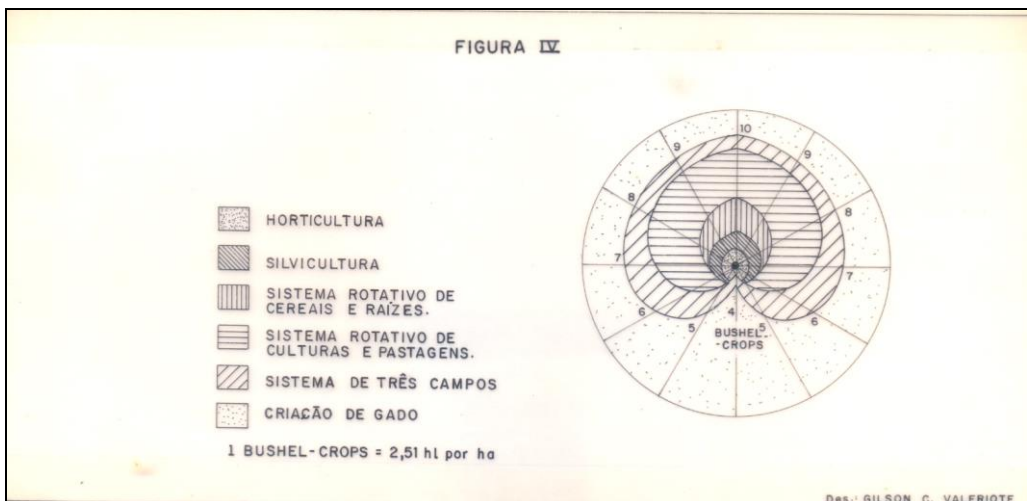 FIGURA IV
HORTICULTURA
SILVICULTURA
SISTEMA ROTATIVO DE
CEREAIS E RAÍZES.
SISTEMA ROTATIVO DE
CULTURAS E PASTAGENS.
SISTEMA DE TRÊS CAMPOS
CRIAÇÃO DE GADO
1 BUSHEL-CROPS = 2,51 hl por ha
10
9
9
8
8
7
7
6
6
5
4
5
BUSHEL-
-CROPS
Des.: GILSON C. VALERIOTE